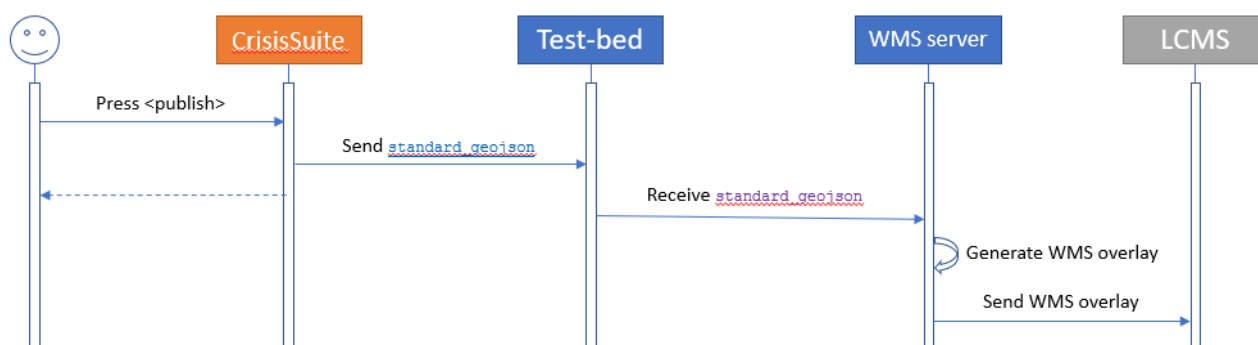 CrisisSuite
Test-bed
WMS server
LCMS
Press <publish>
Send standard_geojson
Receive standard_geojson
Generate WMS overlay
Send WMS overlay